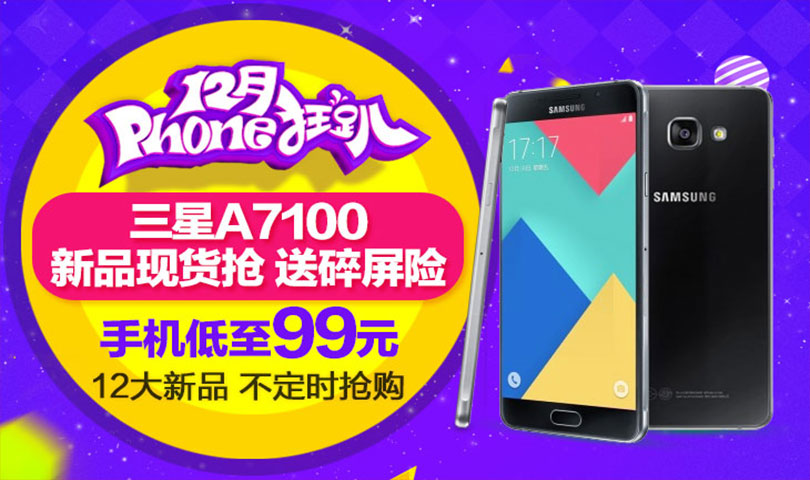 12月
Phone狂趴
三星A7100
新品现货抢 送碎屏险
手机低至99元
12大新品 不定时抢购
SAMSUNG
17:17
SAMSUNG